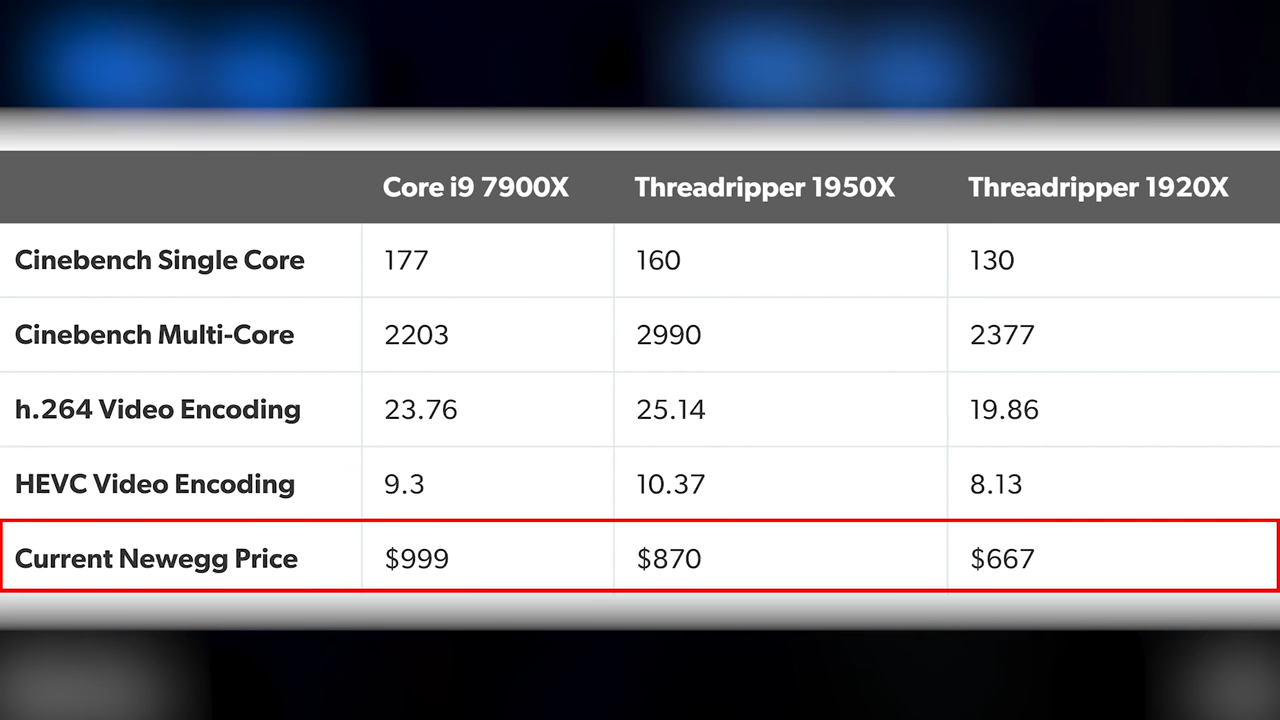 Core i9 7900X Threadripper 1950X Threadripper 1920X
Cinebench Single Core 177 160 130
Cinebench Multi-Core 2203 2990 2377
h.264 Video Encoding 23.76 25.14 19.86
HEVC Video Encoding 9.3 10.37 8.13
Current Newegg Price $999 $870 $667